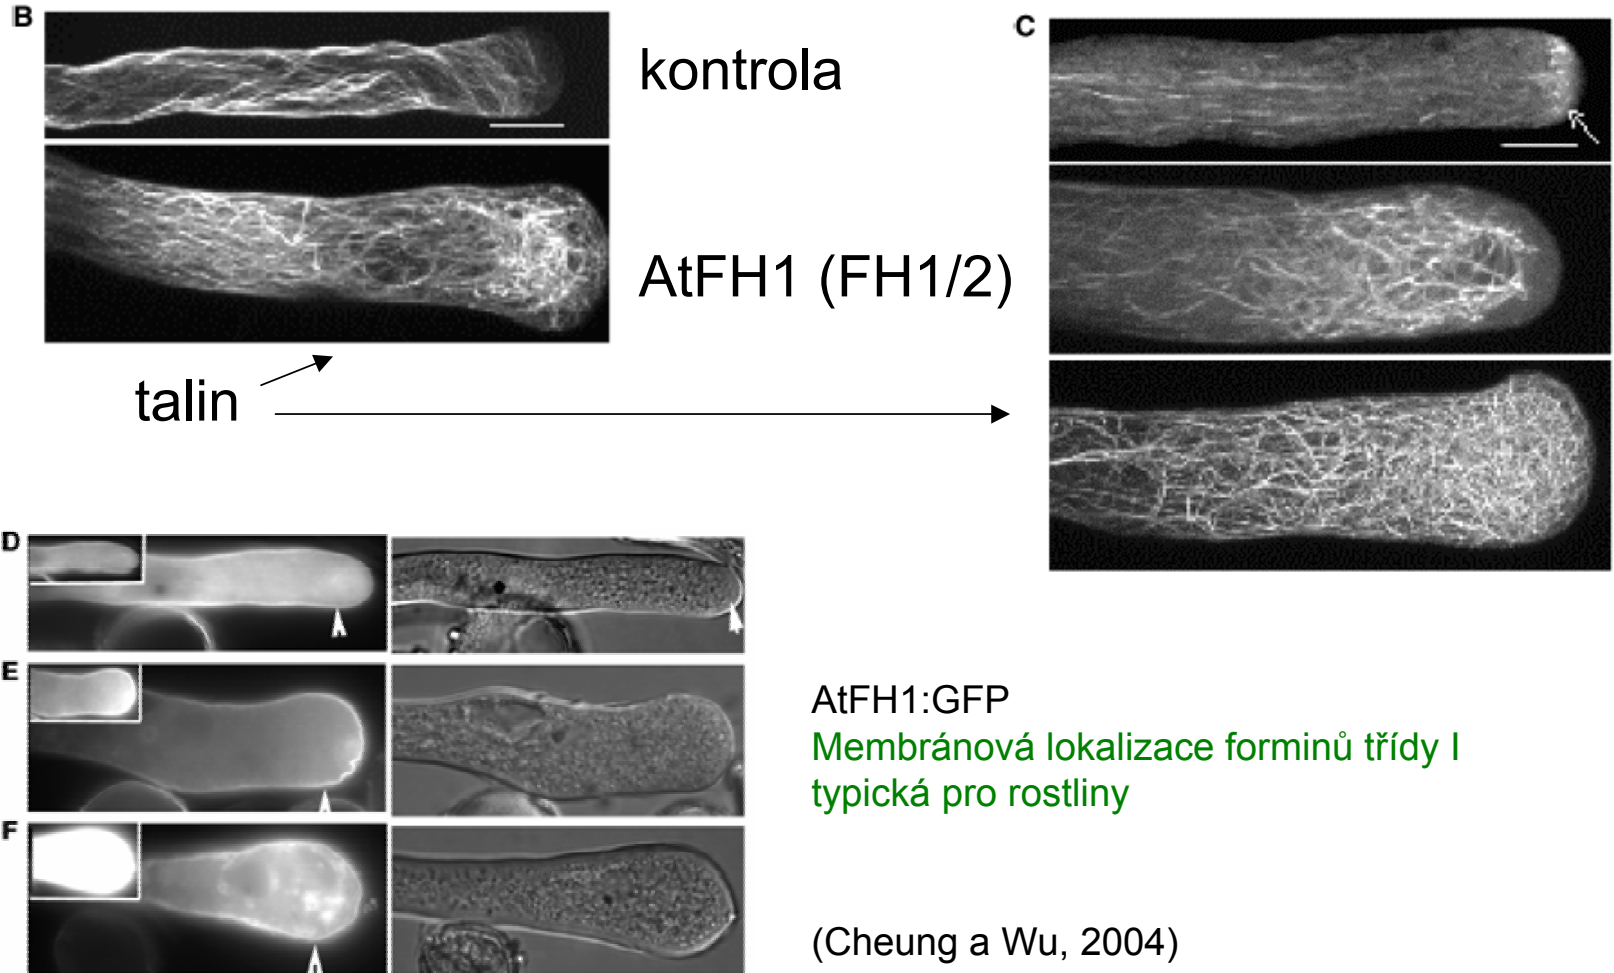 B
kontrola
C
AtFH1 (FH1/2)
talin
D
E
AtFH1:GFP
Membránová lokalizace forminů třídy I
typická pro rostliny
F
(Cheung a Wu, 2004)